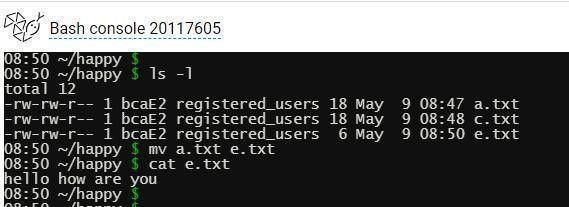 Bash console 20117605
08:50 ~/happy $
08:50 ~/happy $ ls -l
total 12
-rw-rw-r-- 1 bcaE2 registered_users 18 May  9 08:47 a.txt
-rw-rw-r-- 1 bcaE2 registered_users 18 May  9 08:48 c.txt
-rw-rw-r-- 1 bcaE2 registered_users  6 May  9 08:50 e.txt
08:50 ~/happy $ mv a.txt e.txt
08:50 ~/happy $ cat e.txt
hello how are you
08:50 ~/happy $
08:50 ~/happy $